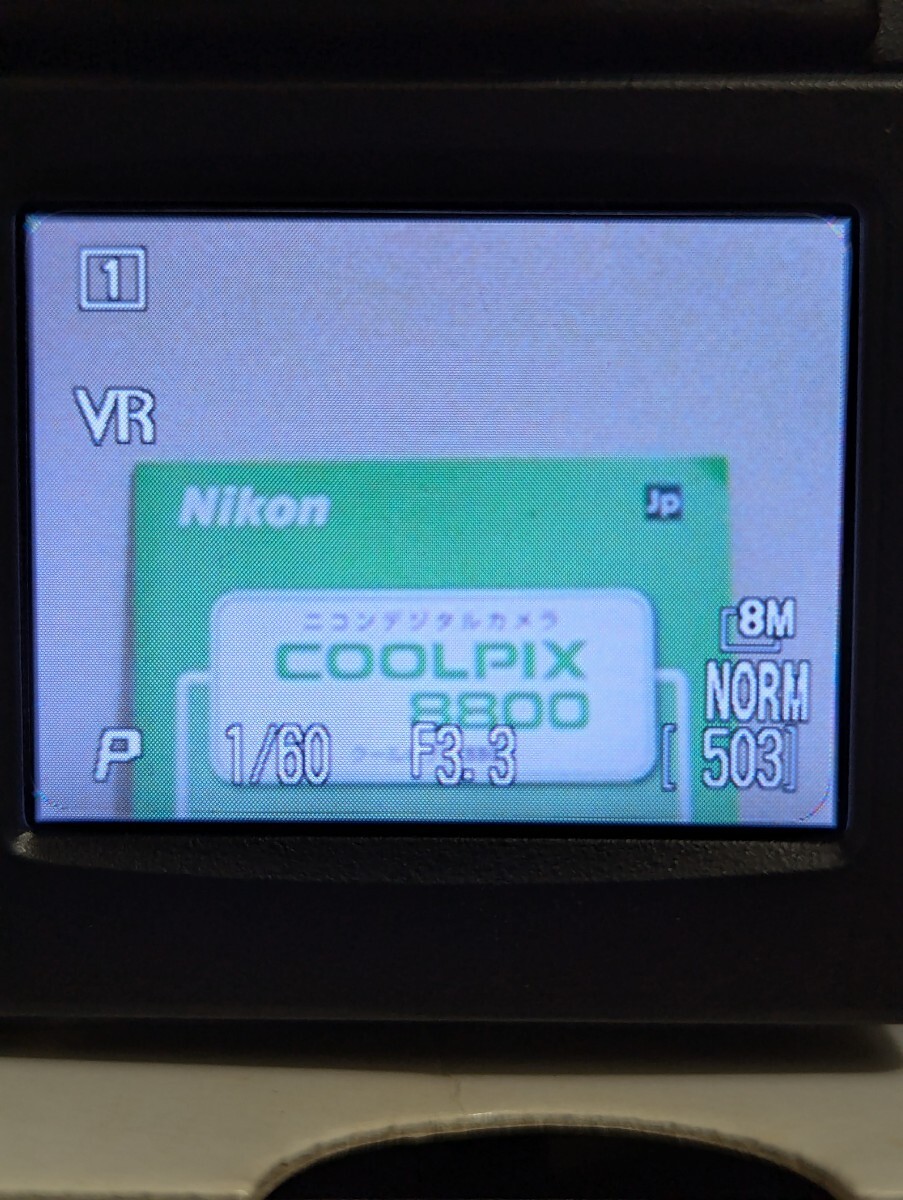 1
VR
Nikon Jp
ニコンデジタルカメラ
COOLPIX
8800
8M
NORM
P 1/60 F3.3 [ 503]